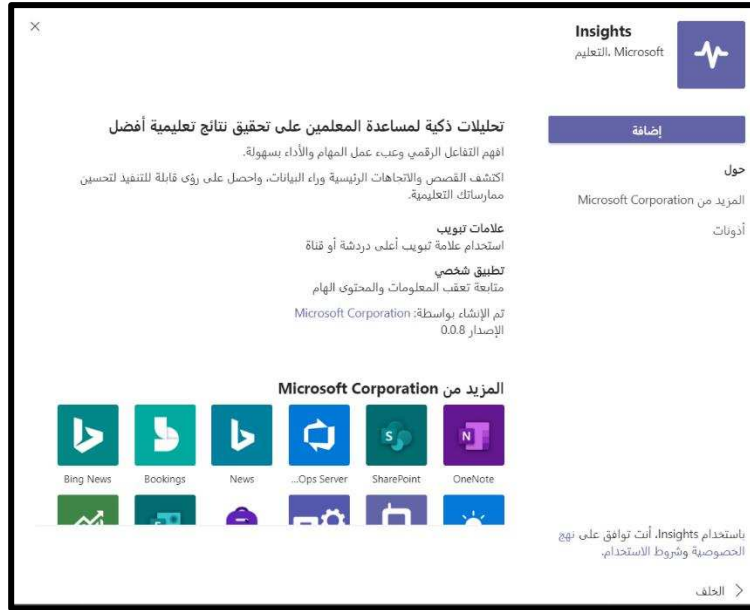 Insights
Microsoft، التعليم
إضافة
حول
المزيد من Microsoft Corporation
أذونات
تحليلات ذكية لمساعدة المعلمين على تحقيق نتائج تعليمية أفضل
افهم التفاعل الرقمي وعبء عمل المهام والأداء بسهولة.
اكتشف القصص والاتجاهات الرئيسية وراء البيانات، واحصل على رؤى قابلة للتنفيذ لتحسين
ممارساتك التعليمية.
علامات تبويب
استخدام علامة تبويب أعلى دردشة أو قناة
تطبيق شخصي
متابعة تعقب المعلومات والمحتوى الهام
تم الإنشاء بواسطة: Microsoft Corporation
الإصدار 0.0.8
المزيد من Microsoft Corporation
OneNote
SharePoint
Ops Server...
News
Bookings
Bing News
باستخدام Insights، أنت توافق على نهج
الخصوصية وشروط الاستخدام.
الخلف